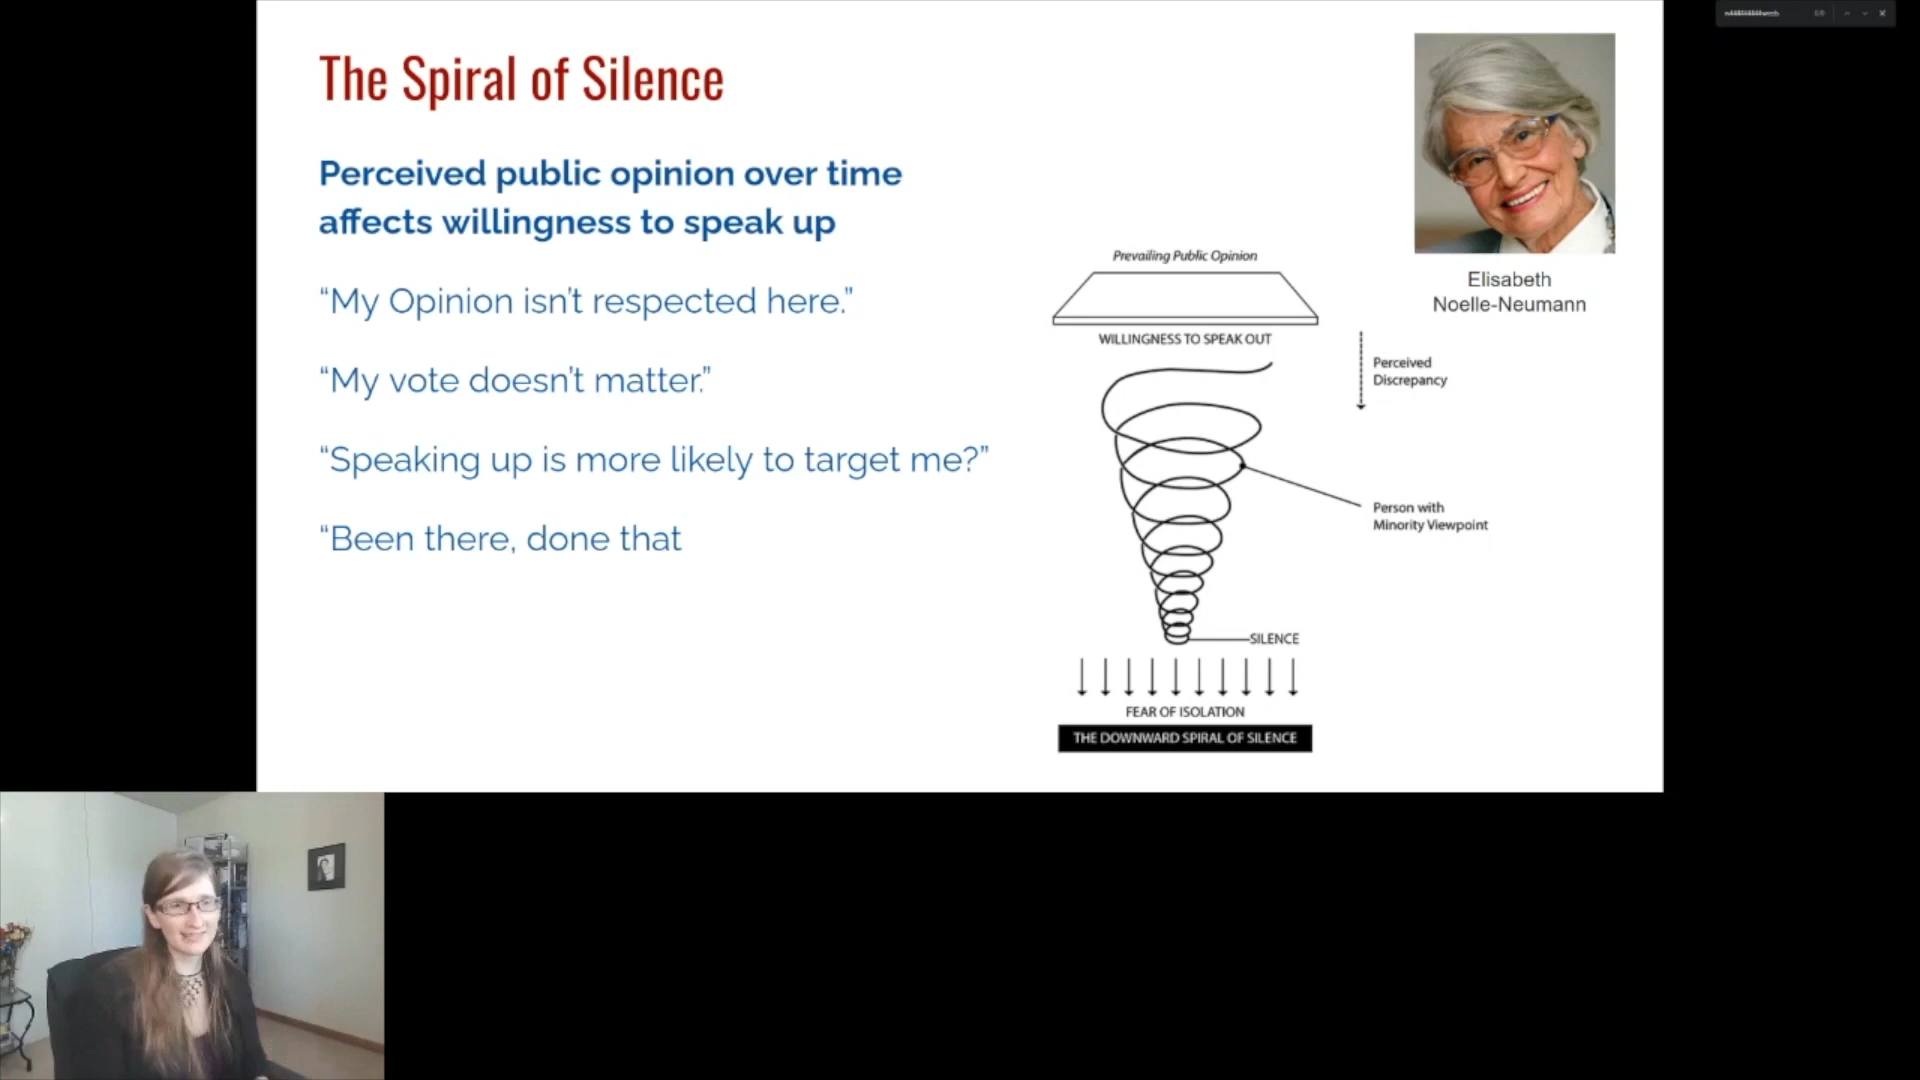 The Spiral of Silence
Perceived public opinion over time
affects willingness to speak up
“My Opinion isn’t respected here.”
“My vote doesn’t matter.”
“Speaking up is more likely to target me?”
“Been there, done that
Elisabeth
Noelle-Neumann
Prevailing Public Opinion
WILLINGNESS TO SPEAK OUT
Perceived
Discrepancy
Person with
Minority Viewpoint
SILENCE
FEAR OF ISOLATION
THE DOWNWARD SPIRAL OF SILENCE